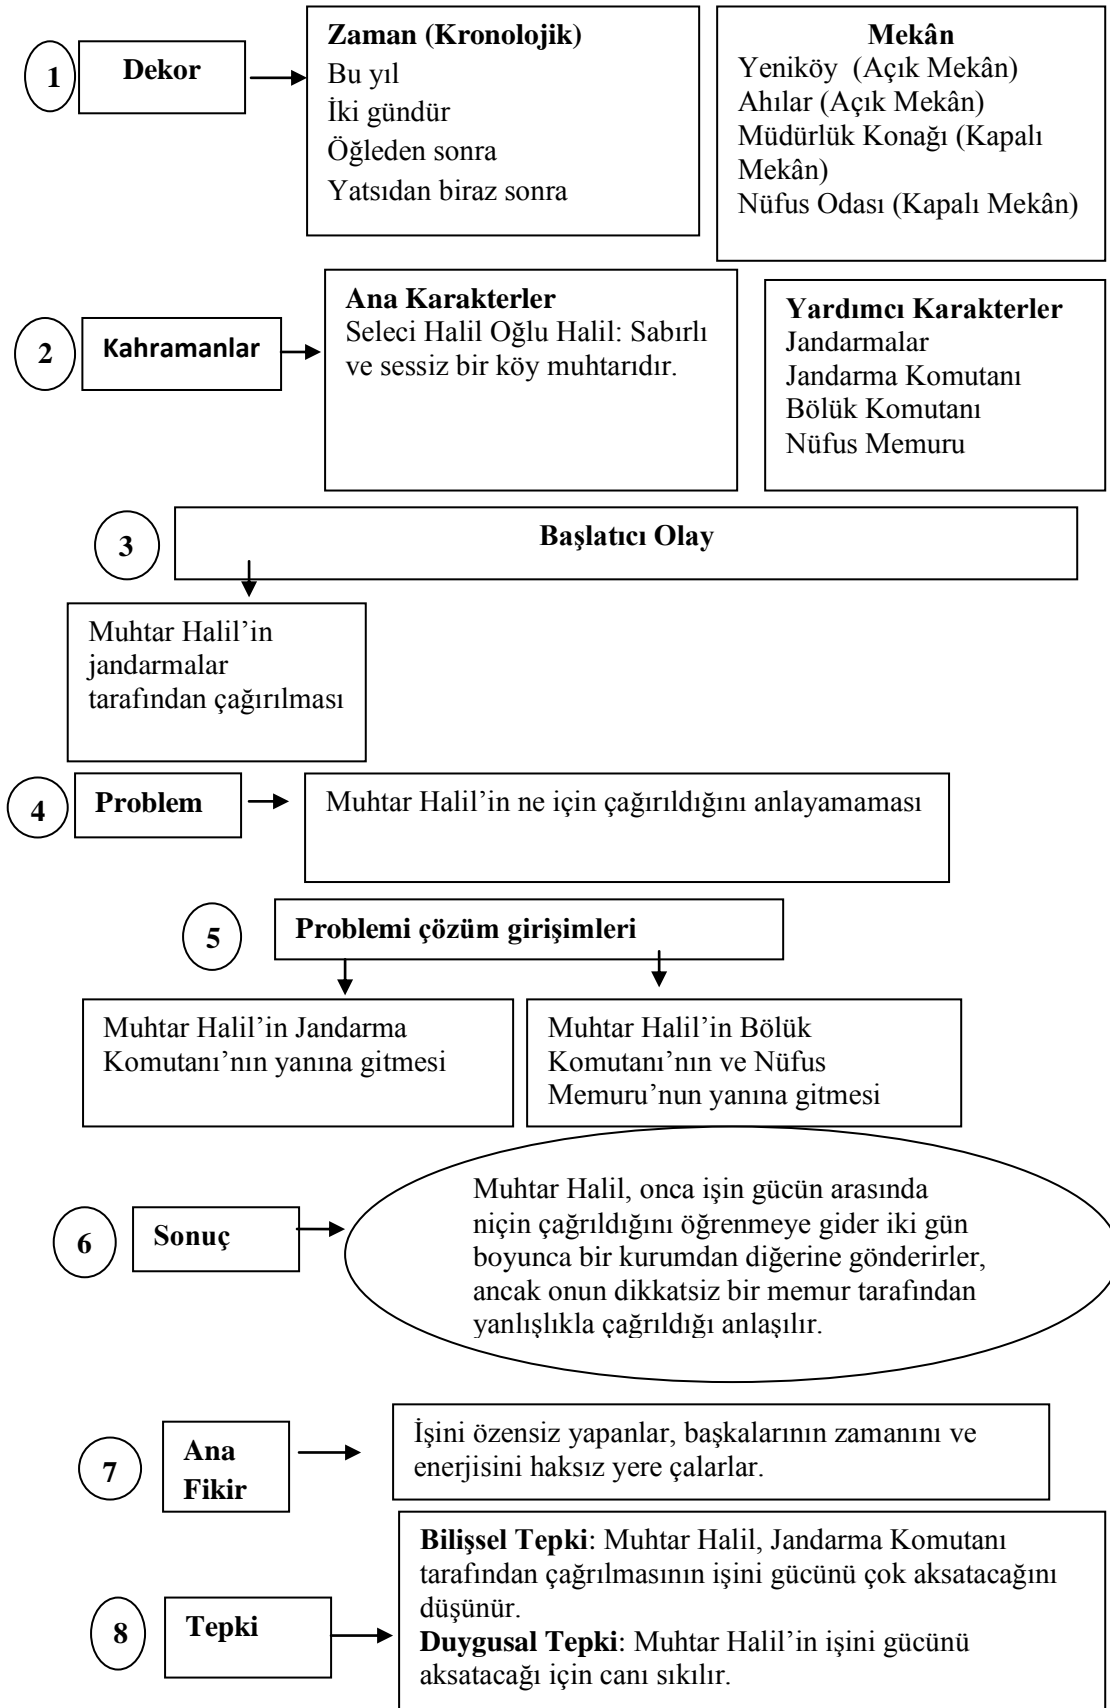 1
Dekor
Zaman (Kronolojik)
Bu yıl
İki gündür
Öğleden sonra
Yatsıdan biraz sonra
Mekân
Yeniköy (Açık Mekân)
Ahılar (Açık Mekân)
Müdürlük Konağı (Kapalı
Mekân)
Nüfus Odası (Kapalı Mekân)
2
Kahramanlar
Ana Karakterler
Seleci Halil Oğlu Halil: Sabırlı
ve sessiz bir köy muhtarıdır.
Yardımcı Karakterler
Jandarmalar
Jandarma Komutanı
Bölük Komutanı
Nüfus Memuru
3
Başlatıcı Olay
Muhtar Halil’in
jandarmalar
tarafından çağırılması
4
Problem
Muhtar Halil’in ne için çağırıldığını anlayamaması
5
Problemi çözüm girişimleri
Muhtar Halil’in Jandarma
Komutanı’nın yanına gitmesi
Muhtar Halil’in Bölük
Komutanı’nın ve Nüfus
Memuru’nun yanına gitmesi
6
Sonuç
Muhtar Halil, onca işin gücün arasında
niçin çağrıldığını öğrenmeye gider iki gün
boyunca bir kurumdan diğerine gönderirler,
ancak onun dikkatsiz bir memur tarafından
yanlışlıkla çağrıldığı anlaşılır.
7
Ana
Fikir
İşini özensiz yapanlar, başkalarının zamanını ve
enerjisini haksız yere çalarlar.
8
Tepki
Bilişsel Tepki: Muhtar Halil, Jandarma Komutanı
tarafından çağrılmasının işini gücünü çok aksatacağını
düşünür.
Duygusal Tepki: Muhtar Halil’in işini gücünü
aksatacağı için canı sıkılır.